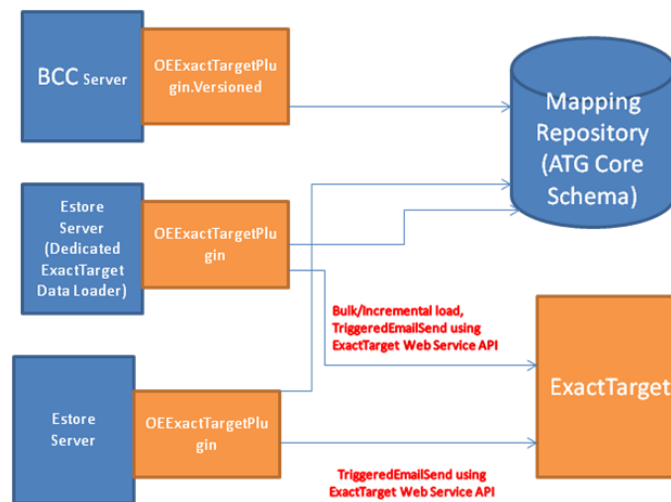 BCC Server
OEExactTargetPlu
gin.Versioned
Mapping
Repository
(ATG Core
Schema)
Estore
Server
(Dedicated
ExactTarget
Data Loader)
OEExactTargetPlu
gin
Bulk/Incremental load,
TriggeredEmailSend using
ExactTarget Web Service API
ExactTarget
Estore
Server
OEExactTargetPlu
gin
TriggeredEmailSend using
ExactTarget Web Service API